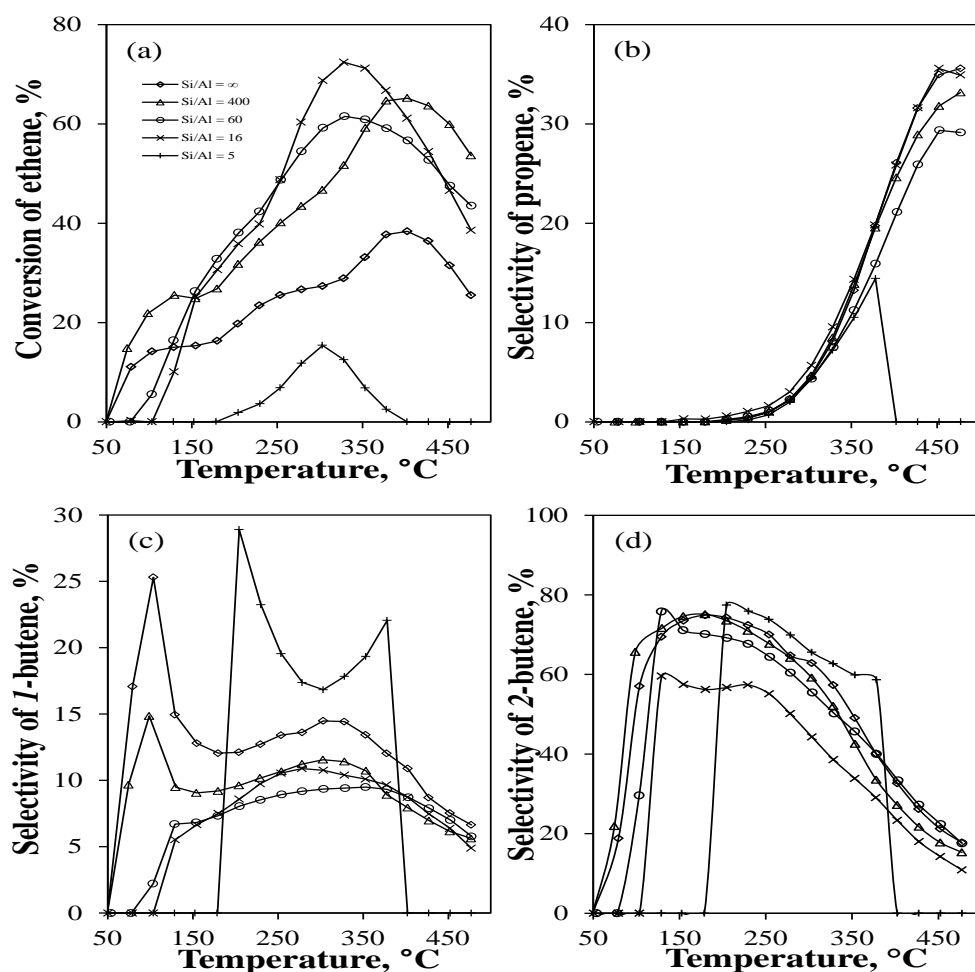 80
60
40
20
0
(a)
Si/Al = ∞
Si/Al = 400
Si/Al = 60
Si/Al = 16
Si/Al = 5
Conversion of ethene, %
50 150 250 350 450
Temperature, °C
40
30
20
10
0
(b)
Selectivity of propene, %
50 150 250 350 450
Temperature, °C
30
25
20
15
10
5
0
(c)
Selectivity of 1-butene, %
50 150 250 350 450
Temperature, °C
100
80
60
40
20
0
(d)
Selectivity of 2-butene, %
50 150 250 350 450
Temperature, °C